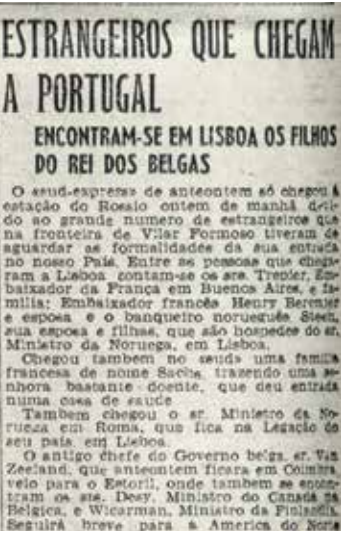 ESTRANGEIROS QUE CHEGAM
A PORTUGAL
ENCONTRAM-SE EM LISBOA OS FILHOS
DO REI DOS BELGAS
O «sud-express» de anteontem só chegou á
estação do Rossio ontem de manhã devi-
do ao grande numero de estrangeiros que
na fronteira de Vilar Formoso tiveram de
aguardar as formalidades da sua entrada
no nosso País. Entre as pessoas que chega-
ram a Lisboa contam-se os srs. Em-
baixador da França em Buenos Aires, e fa-
milia; Embaixador francês Henry Berenier
e esposa e o banqueiro norueguês Steen,
sua esposa e filhas, que são hospedes do sr.
Ministro da Noruega, em Lisboa.
Chegou tambem no «sud» uma familia
francesa de nome Sachs, trazendo uma se-
nhora bastante doente, que deu entrada
numa casa de saude
Tambem chegou o sr. Ministro da No-
ruega em Roma, que fica na Legação do
seu país, em Lisboa.
O antigo chefe do Governo belga, sr. Van
Zeeland, que anteontem ficara em Coimbra,
veio para o Estoril, onde tambem se encon-
tram os srs. Desy, Ministro do Canadá na
Belgica, e Wicarman, Ministro da Finlandia.
Seguirá breve para a America do Norte